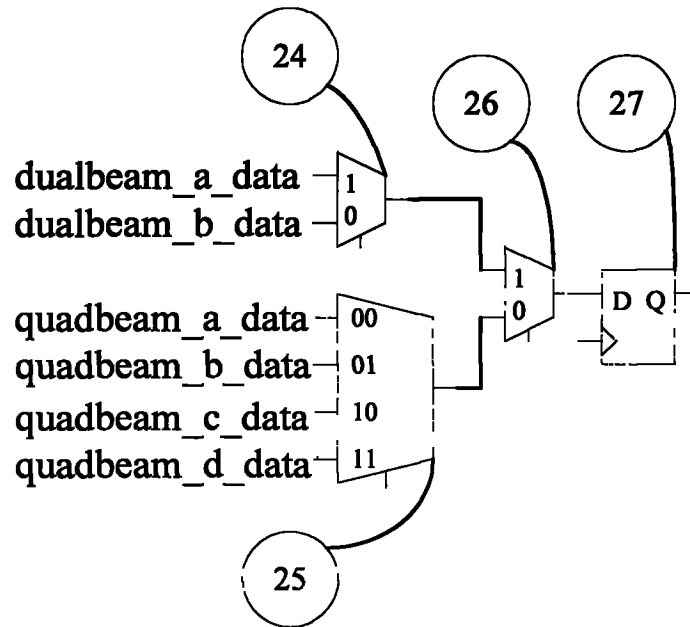 24
26
27
dualbeam_a_data
1
dualbeam_b_data
0
1
D Q
0
quadbeam_a_data
00
quadbeam_b_data
01
quadbeam_c_data
10
quadbeam_d_data
11
25